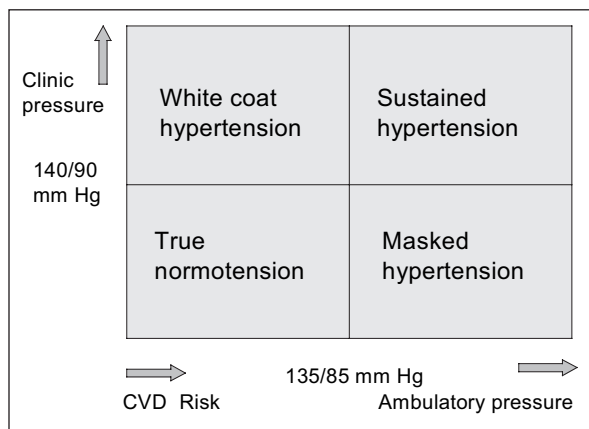 Clinic
pressure
140/90
mm Hg
White coat
hypertension
Sustained
hypertension
True
normotension
Masked
hypertension
135/85 mm Hg
CVD Risk
Ambulatory pressure